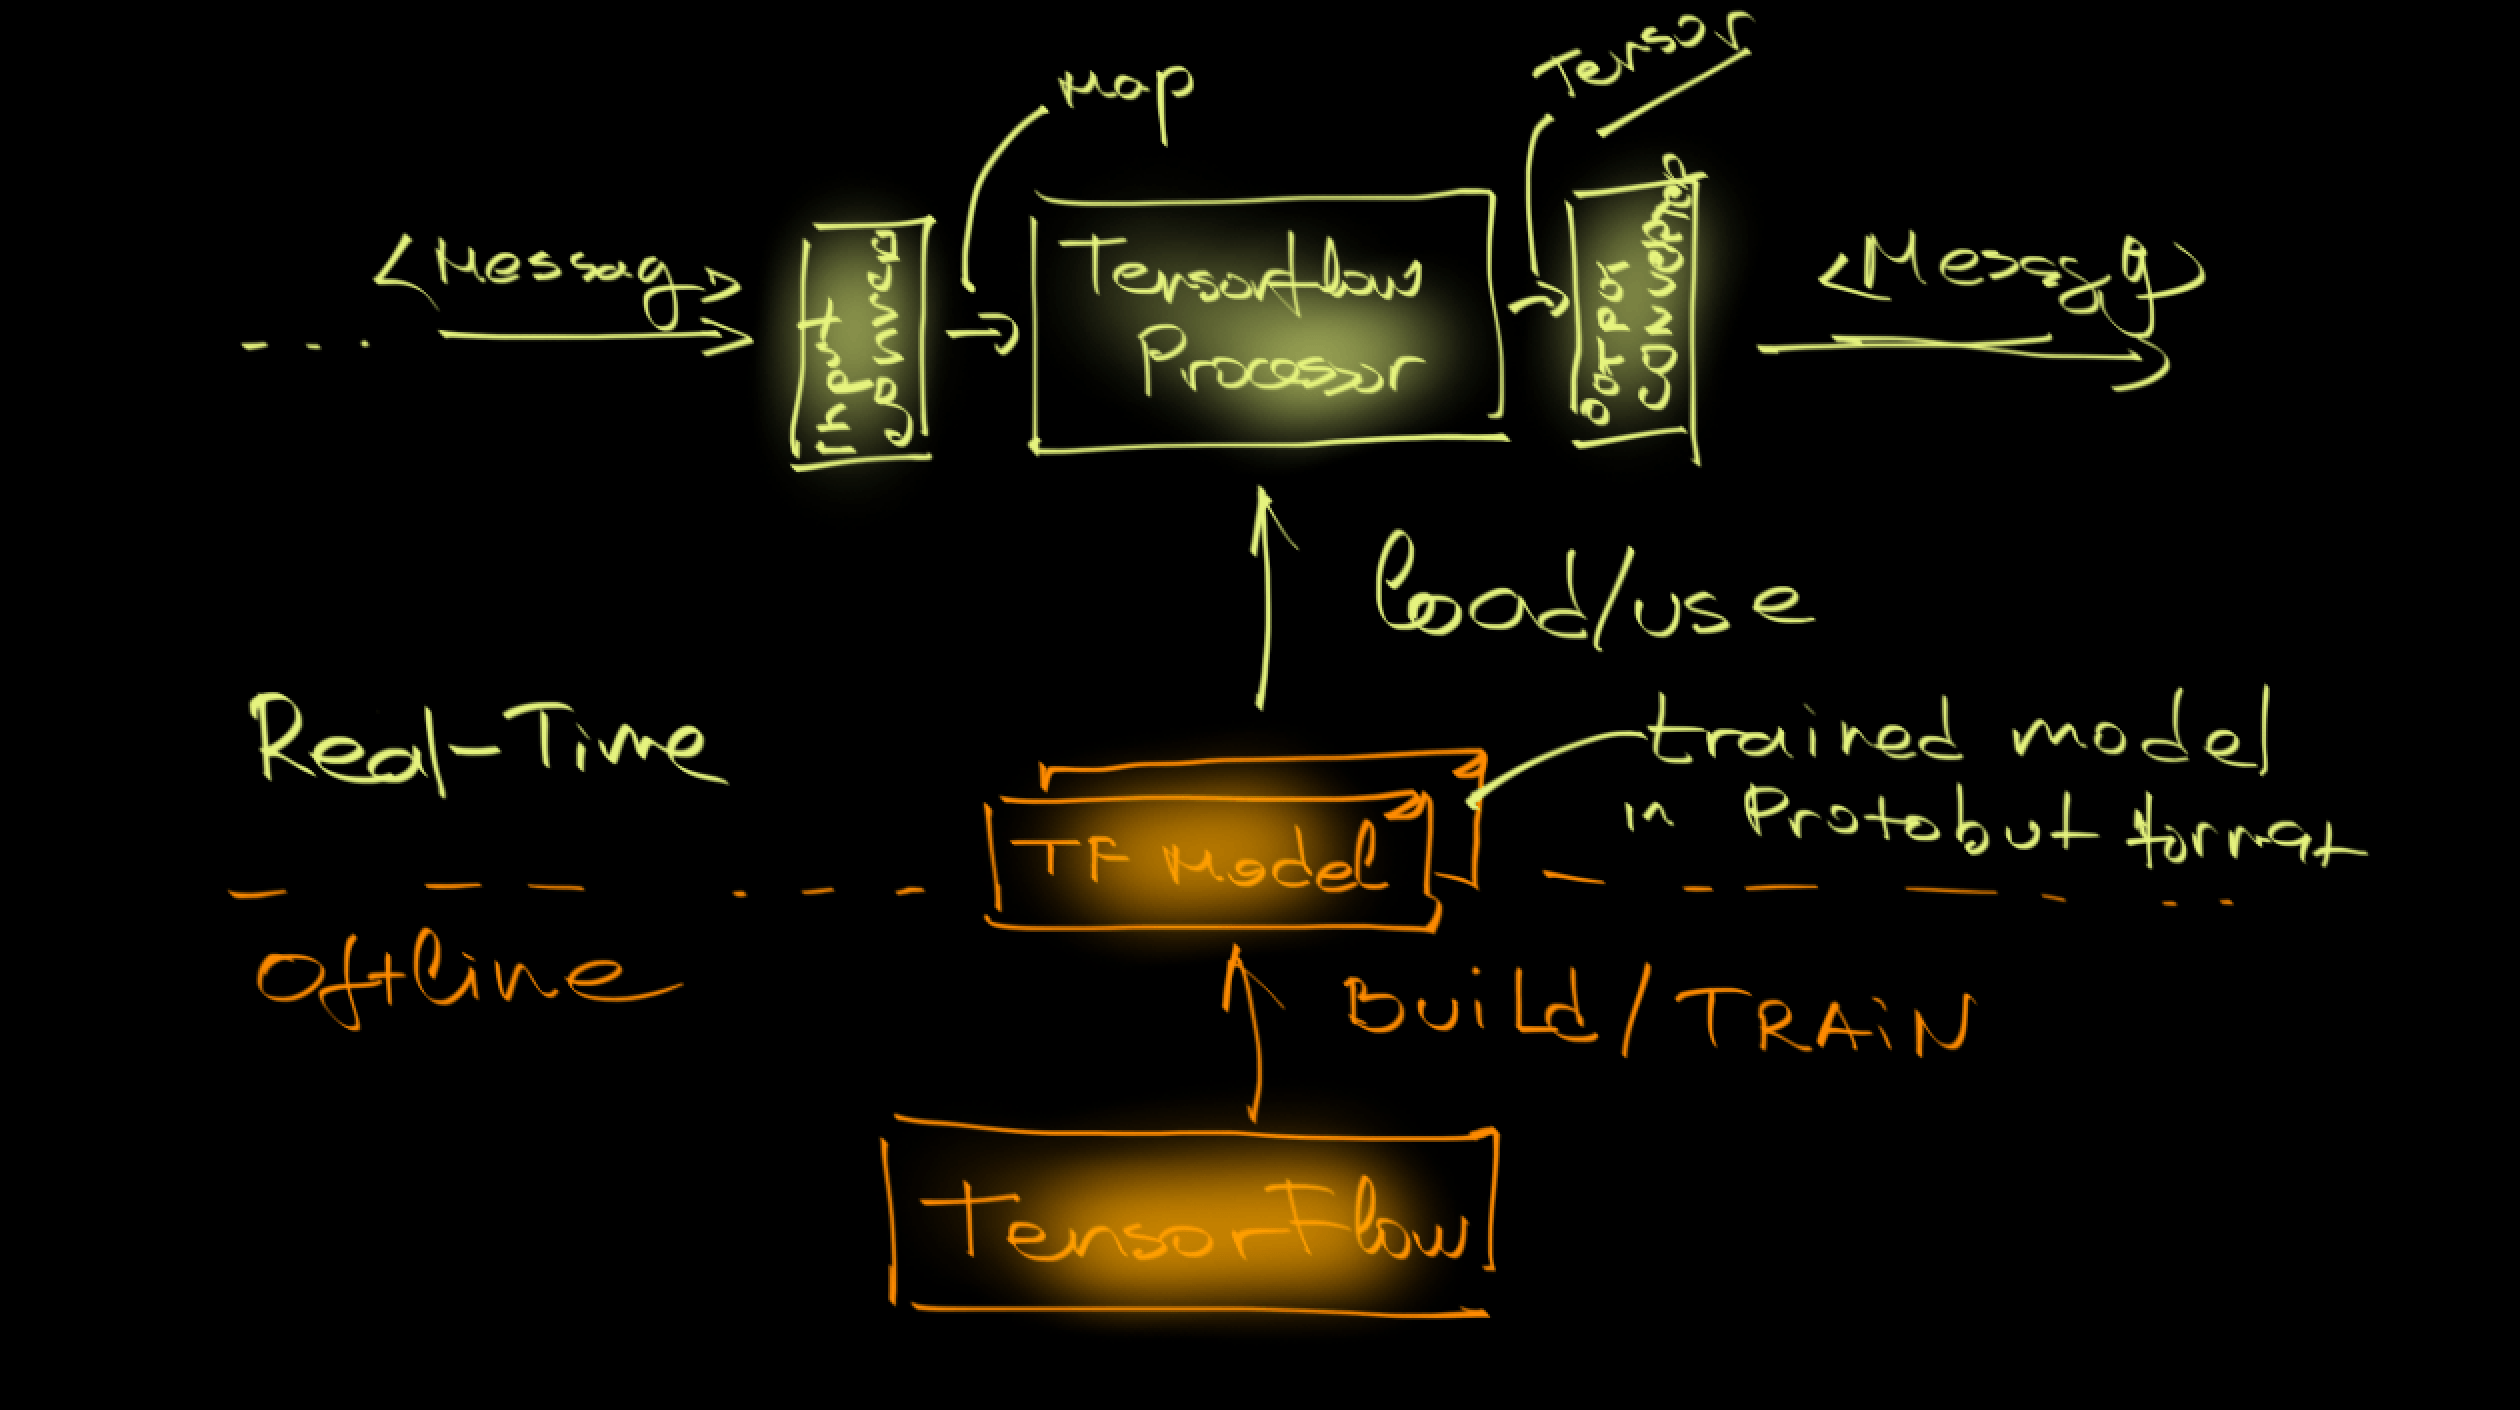 Map
Tensor
<Messag>
Input
Conver
Tensorflow
Processor
output
CONVERTER
<Messag>
load/use
Real-Time
trained model
in Protobuf format
TF Model
offline
BuiLd/TRAiN
TensorFlow